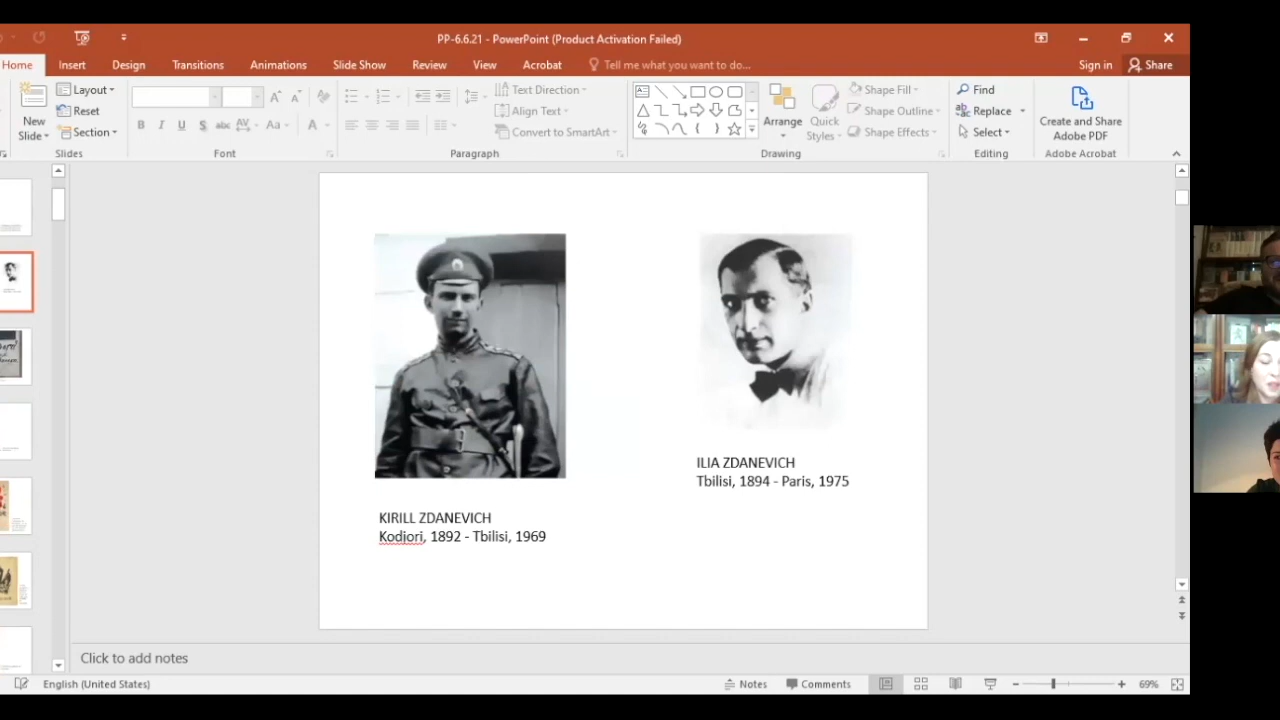 PP-6.6.21 - PowerPoint (Product Activation Failed)
Home Insert Design Transitions Animations Slide Show Review View Acrobat Tell me what you want to do... Sign in Share
New Slide
Layout
Reset
Section
Slides
B I U S abc AV Aa A
Font
Text Direction
Align Text
Convert to SmartArt
Paragraph
Arrange
Quick Styles
Shape Fill
Shape Outline
Shape Effects
Drawing
Find
Replace
Select
Editing
Create and Share Adobe PDF
Adobe Acrobat
ILIA ZDANEVICH
Tbilisi, 1894 - Paris, 1975
KIRILL ZDANEVICH
Kodjori, 1892 - Tbilisi, 1969
Click to add notes
English (United States) Notes Comments 69%